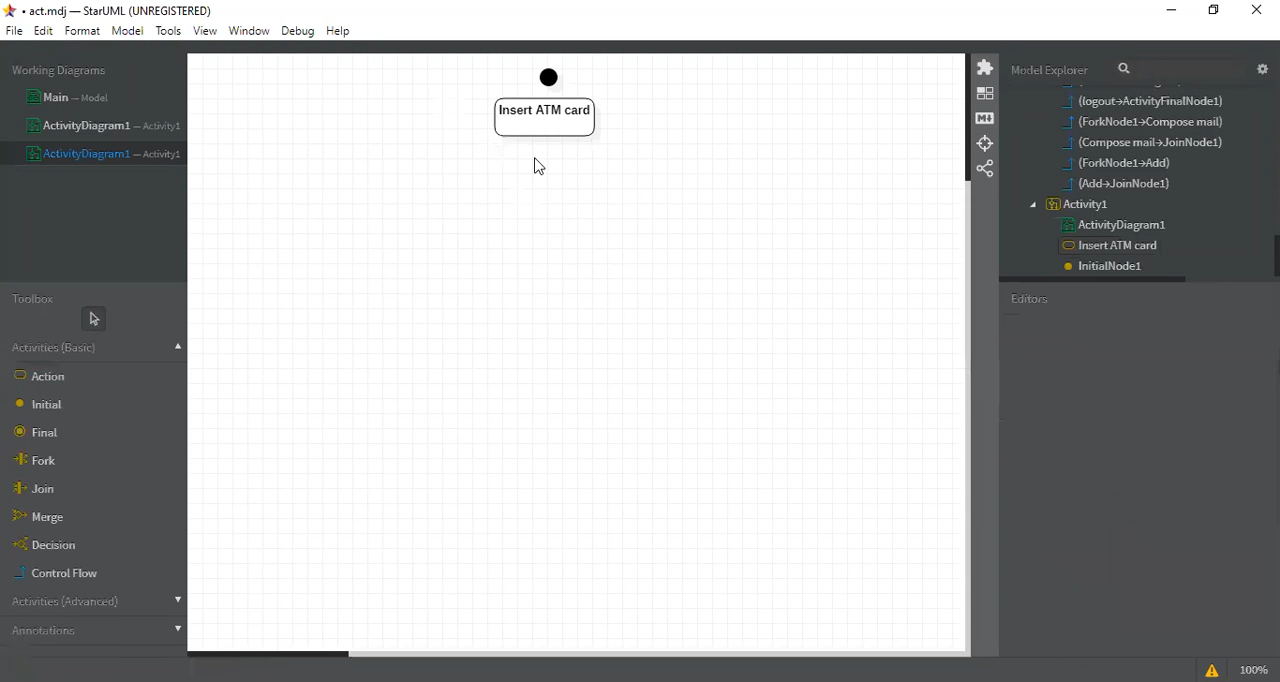 • act.mdj — StarUML (UNREGISTERED)
File Edit Format Model Tools View Window Debug Help
Working Diagrams
Main — Model
ActivityDiagram1 — Activity1
ActivityDiagram1 — Activity1
Toolbox
Activities (Basic)
Action
Initial
Final
Fork
Join
Merge
Decision
Control Flow
Activities (Advanced)
Annotations
Insert ATM card
Model Explorer
(logout→ActivityFinalNode1)
(ForkNode1→Compose mail)
(Compose mail→JoinNode1)
(ForkNode1→Add)
(Add→JoinNode1)
Activity1
ActivityDiagram1
Insert ATM card
InitialNode1
Editors
100%